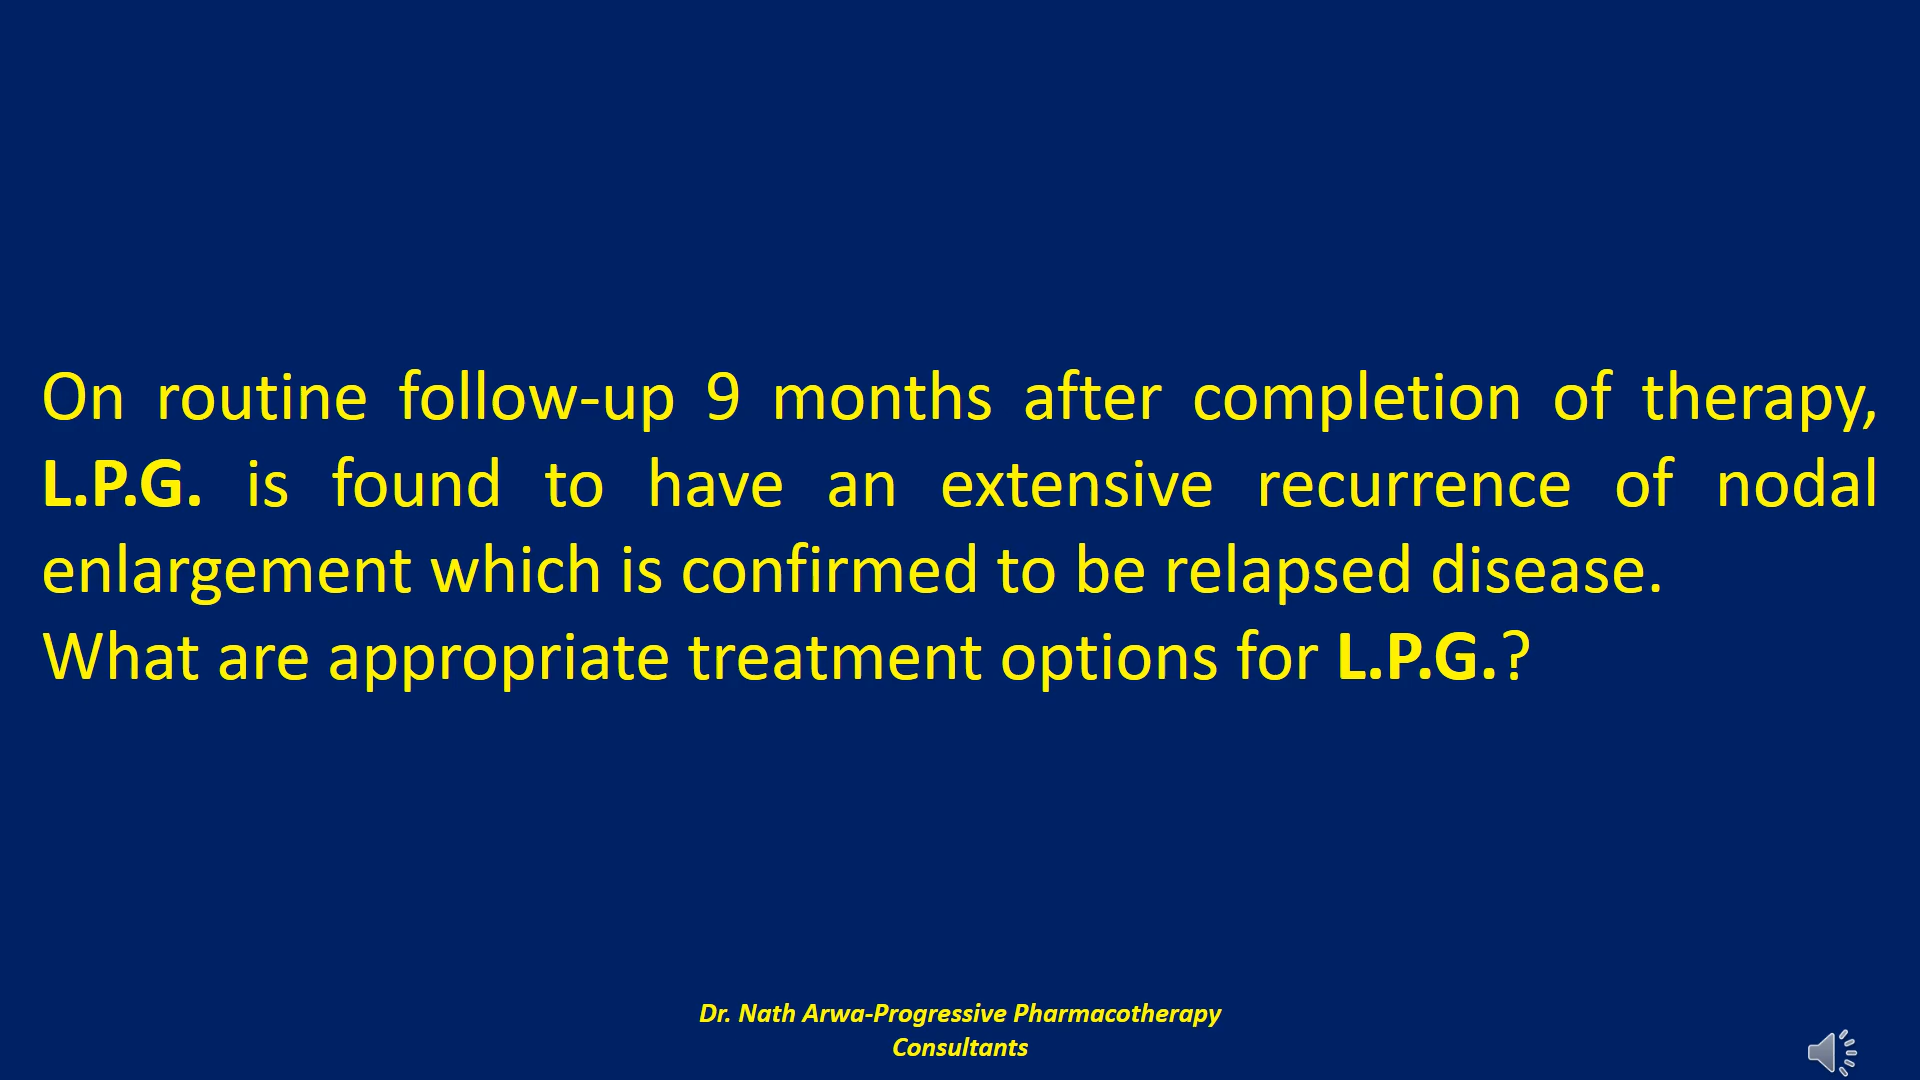 On routine follow-up 9 months after completion of therapy,
L.P.G. is found to have an extensive recurrence of nodal
enlargement which is confirmed to be relapsed disease.
What are appropriate treatment options for L.P.G.?
Dr. Nath Arwa-Progressive Pharmacotherapy
Consultants